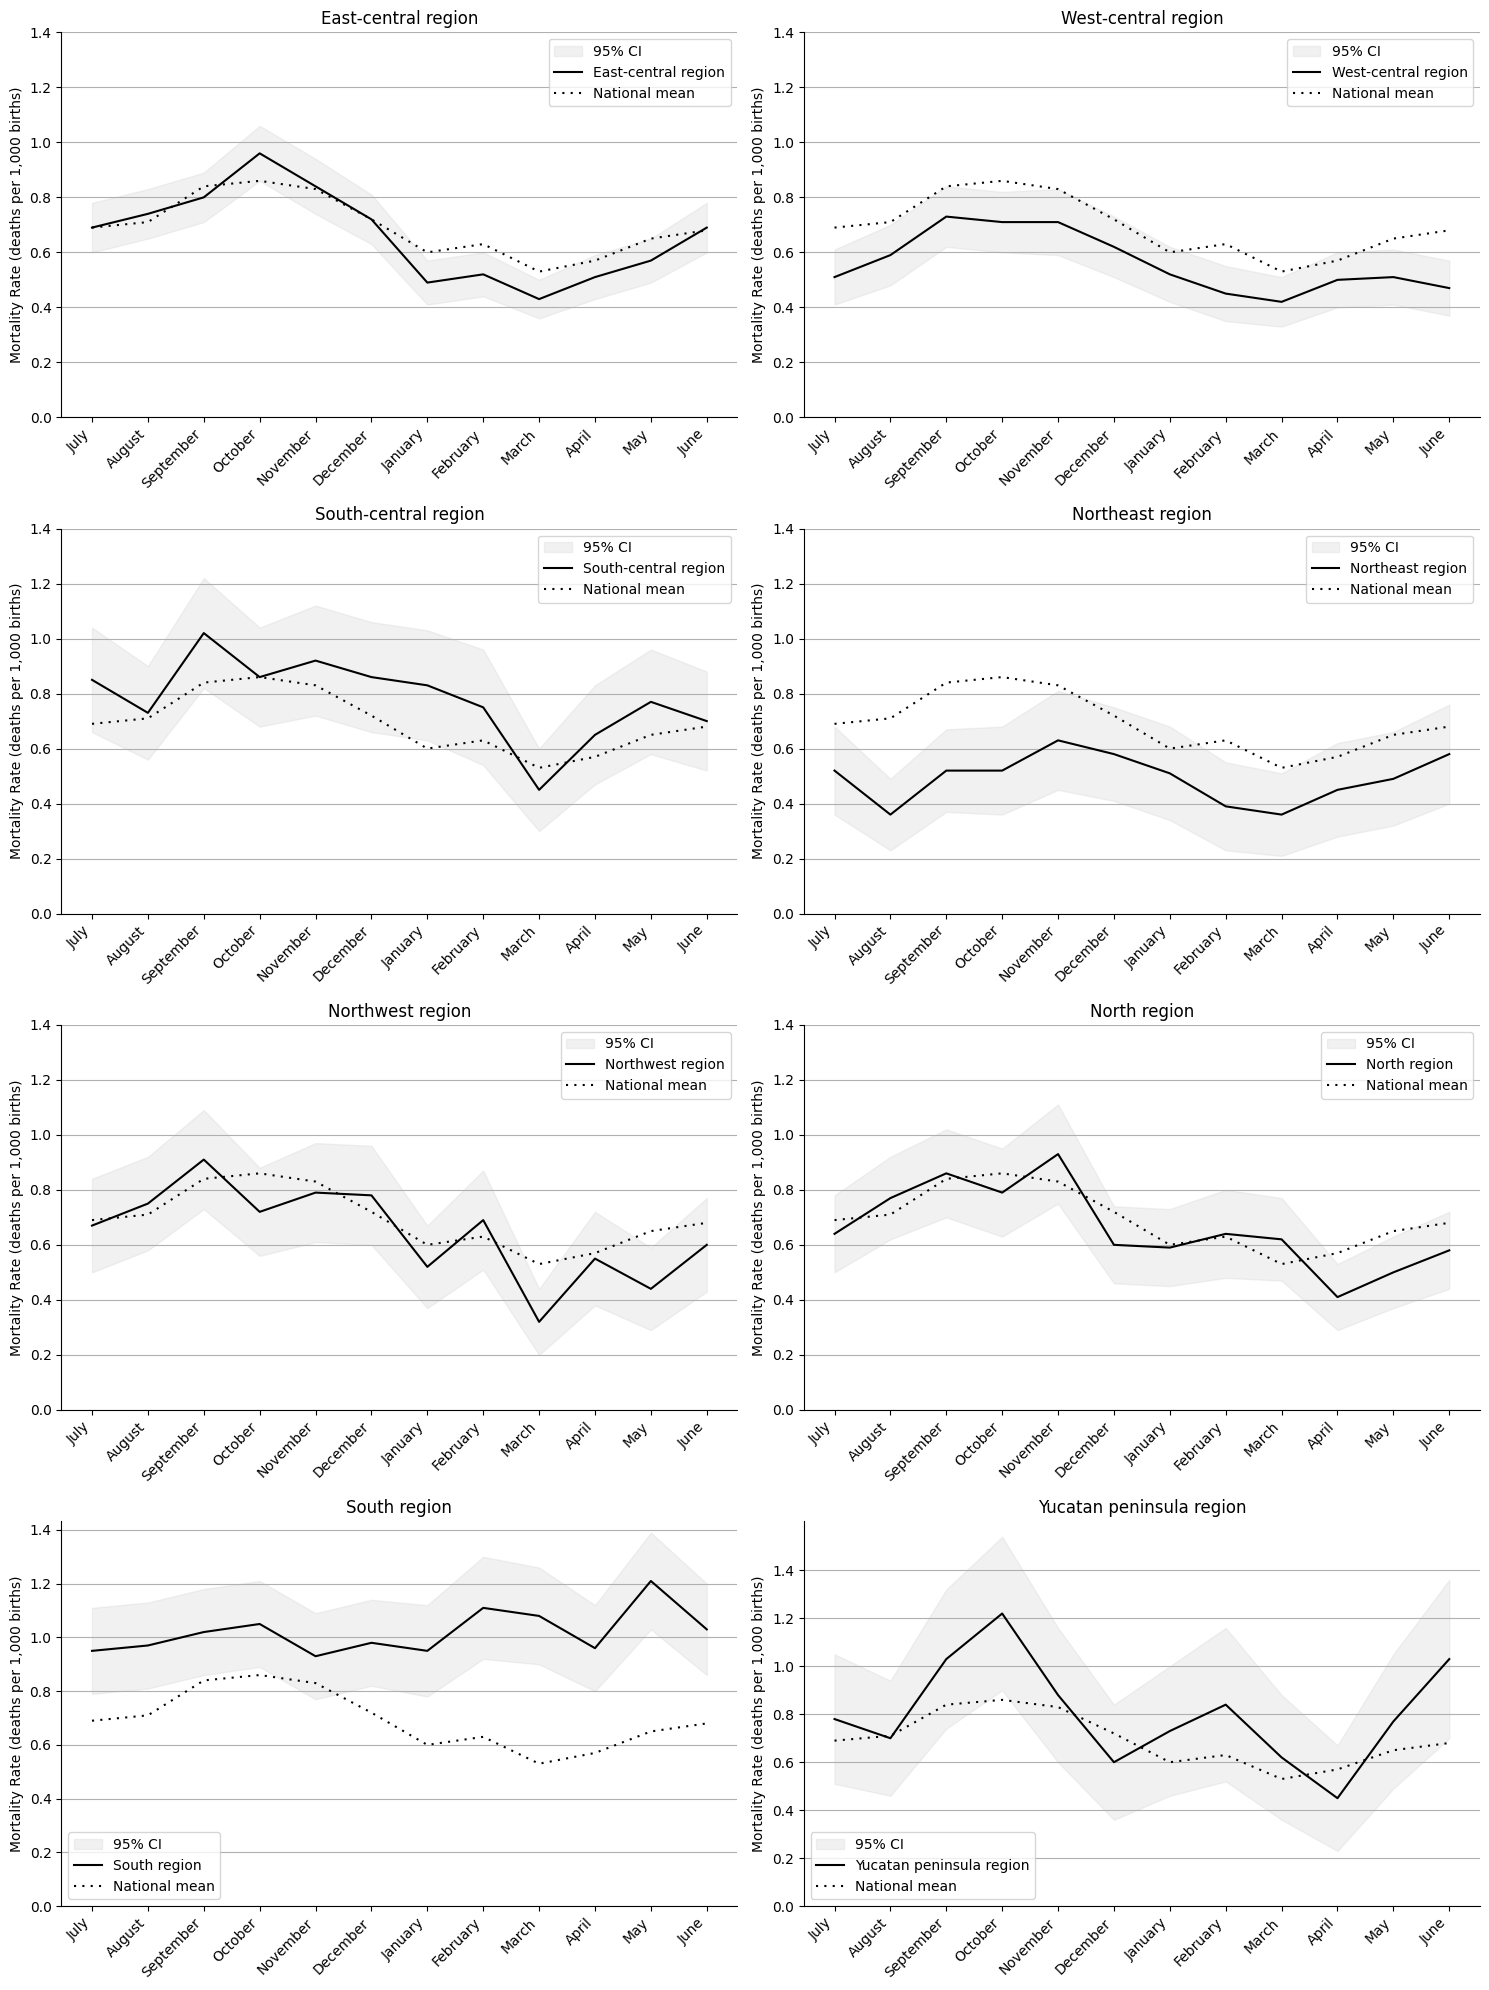 East-central region
Mortality Rate (deaths per 1,000 births)
1.4
1.2
1.0
0.8
0.6
0.4
0.2
0.0
95% CI
East-central region
National mean
July
August
September
October
November
December
January
February
March
April
May
June
West-central region
Mortality Rate (deaths per 1,000 births)
1.4
1.2
1.0
0.8
0.6
0.4
0.2
0.0
95% CI
West-central region
National mean
July
August
September
October
November
December
January
February
March
April
May
June
South-central region
Mortality Rate (deaths per 1,000 births)
1.4
1.2
1.0
0.8
0.6
0.4
0.2
0.0
95% CI
South-central region
National mean
July
August
September
October
November
December
January
February
March
April
May
June
Northeast region
Mortality Rate (deaths per 1,000 births)
1.4
1.2
1.0
0.8
0.6
0.4
0.2
0.0
95% CI
Northeast region
National mean
July
August
September
October
November
December
January
February
March
April
May
June
Northwest region
Mortality Rate (deaths per 1,000 births)
1.4
1.2
1.0
0.8
0.6
0.4
0.2
0.0
95% CI
Northwest region
National mean
July
August
September
October
November
December
January
February
March
April
May
June
North region
Mortality Rate (deaths per 1,000 births)
1.4
1.2
1.0
0.8
0.6
0.4
0.2
0.0
95% CI
North region
National mean
July
August
September
October
November
December
January
February
March
April
May
June
South region
Mortality Rate (deaths per 1,000 births)
1.4
1.2
1.0
0.8
0.6
0.4
0.2
0.0
95% CI
South region
National mean
July
August
September
October
November
December
January
February
March
April
May
June
Yucatan peninsula region
Mortality Rate (deaths per 1,000 births)
1.4
1.2
1.0
0.8
0.6
0.4
0.2
0.0
95% CI
Yucatan peninsula region
National mean
July
August
September
October
November
December
January
February
March
April
May
June